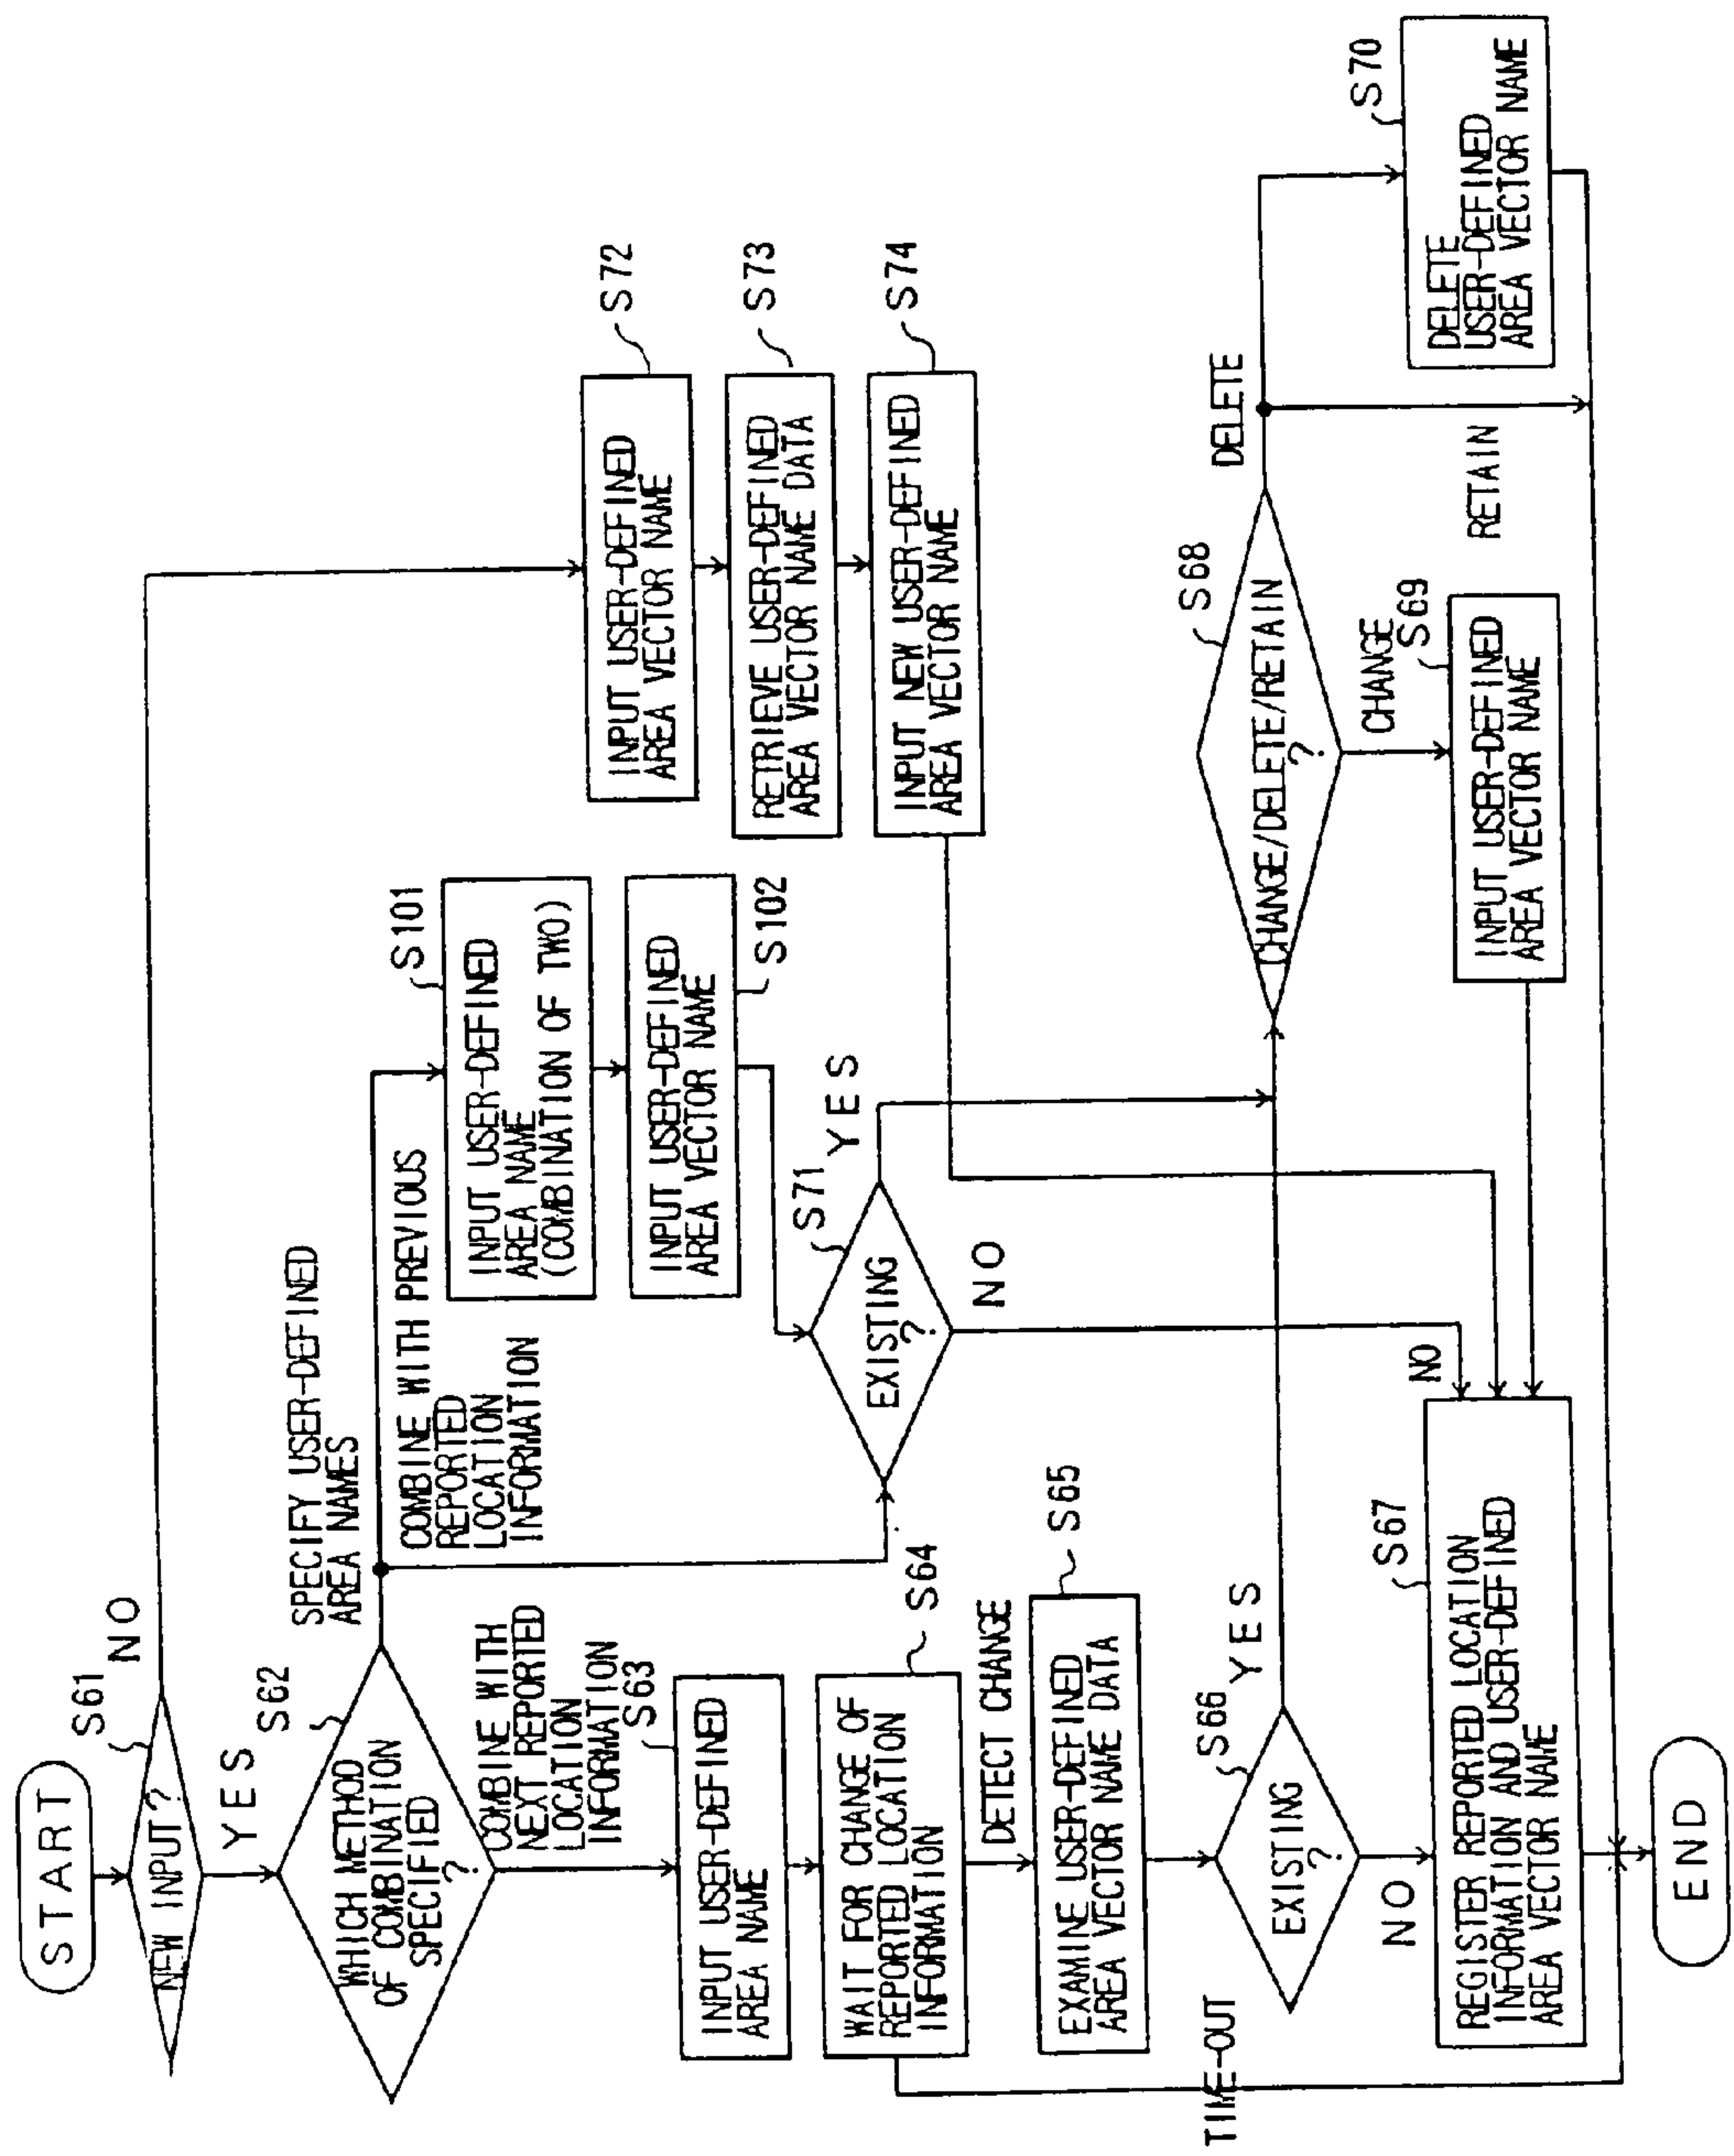 START
S61
NEW INPUT?
NO
YES
S62
WHICH METHOD
OF COMBINATION
SPECIFIED
?
SPECIFY USER-DEFINED
AREA NAMES
COMBINE WITH PREVIOUS
REPORTED
LOCATION
INFORMATION
COMBINE WITH
NEXT REPORTED
LOCATION
INFORMATION
S63
INPUT USER-DEFINED
AREA NAME
S64
WAIT FOR CHANGE OF
REPORTED LOCATION
INFORMATION
DETECT CHANGE
TIME-OUT
S65
EXAMINE USER-DEFINED
AREA VECTOR NAME DATA
S66
EXISTING
?
YES
NO
S67
REGISTER REPORTED LOCATION
INFORMATION AND USER-DEFINED
AREA VECTOR NAME
END
S101
INPUT USER-DEFINED
AREA NAME
(COMBINATION OF TWO)
S102
INPUT USER-DEFINED
AREA VECTOR NAME
S71
EXISTING
?
YES
NO
NO
S72
INPUT USER-DEFINED
AREA VECTOR NAME
S73
RETRIEVE USER-DEFINED
AREA VECTOR NAME DATA
S74
INPUT NEW USER-DEFINED
AREA VECTOR NAME
S68
CHANGE/DELETE/RETAIN
?
DELETE
RETAIN
CHANGE
S69
INPUT USER-DEFINED
AREA VECTOR NAME
S70
DELETE
USER-DEFINED
AREA VECTOR NAME